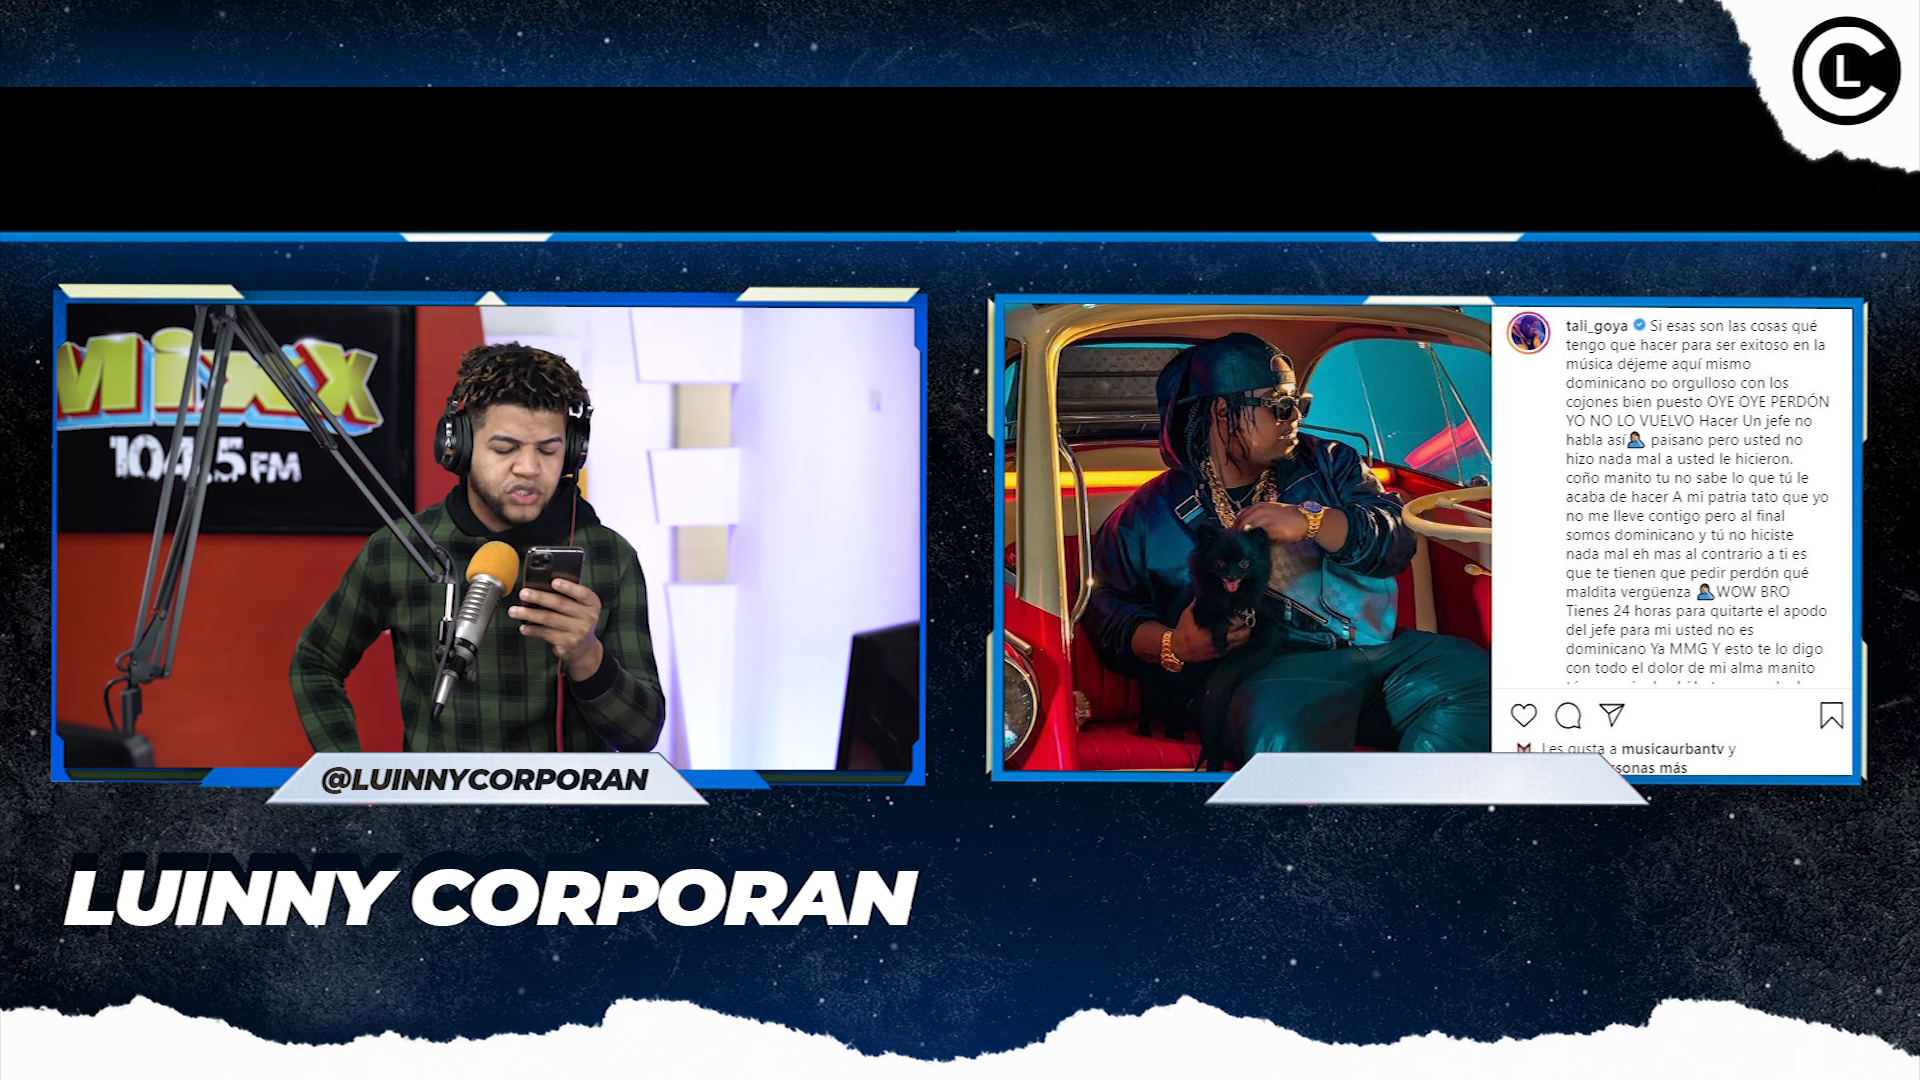 CL
MiXX
104.5 FM
tali_goya Si esas son las cosas qué
tengo que hacer para ser exitoso en la
música déjeme aquí mismo
dominicano po orgulloso con los
cojones bien puesto OYE OYE PERDÓN
YO NO LO VUELVO Hacer Un jefe no
habla así🤦🏽‍♂️ paisano pero usted no
hizo nada mal a usted le hicieron.
coño manito tu no sabe lo que tú le
acaba de hacer A mi patria tato que yo
no me lleve contigo pero al final
somos dominicano y tú no hiciste
nada mal eh mas al contrario a ti es
que te tienen que pedir perdón qué
maldita vergüenza 🤦🏽‍♂️WOW BRO
Tienes 24 horas para quitarte el apodo
del jefe para mi usted no es
dominicano Ya MMG Y esto te lo digo
con todo el dolor de mi alma manito
Les gusta a musicaurbantv y
sonas más
@LUINNYCORPORAN
LUINNY CORPORAN